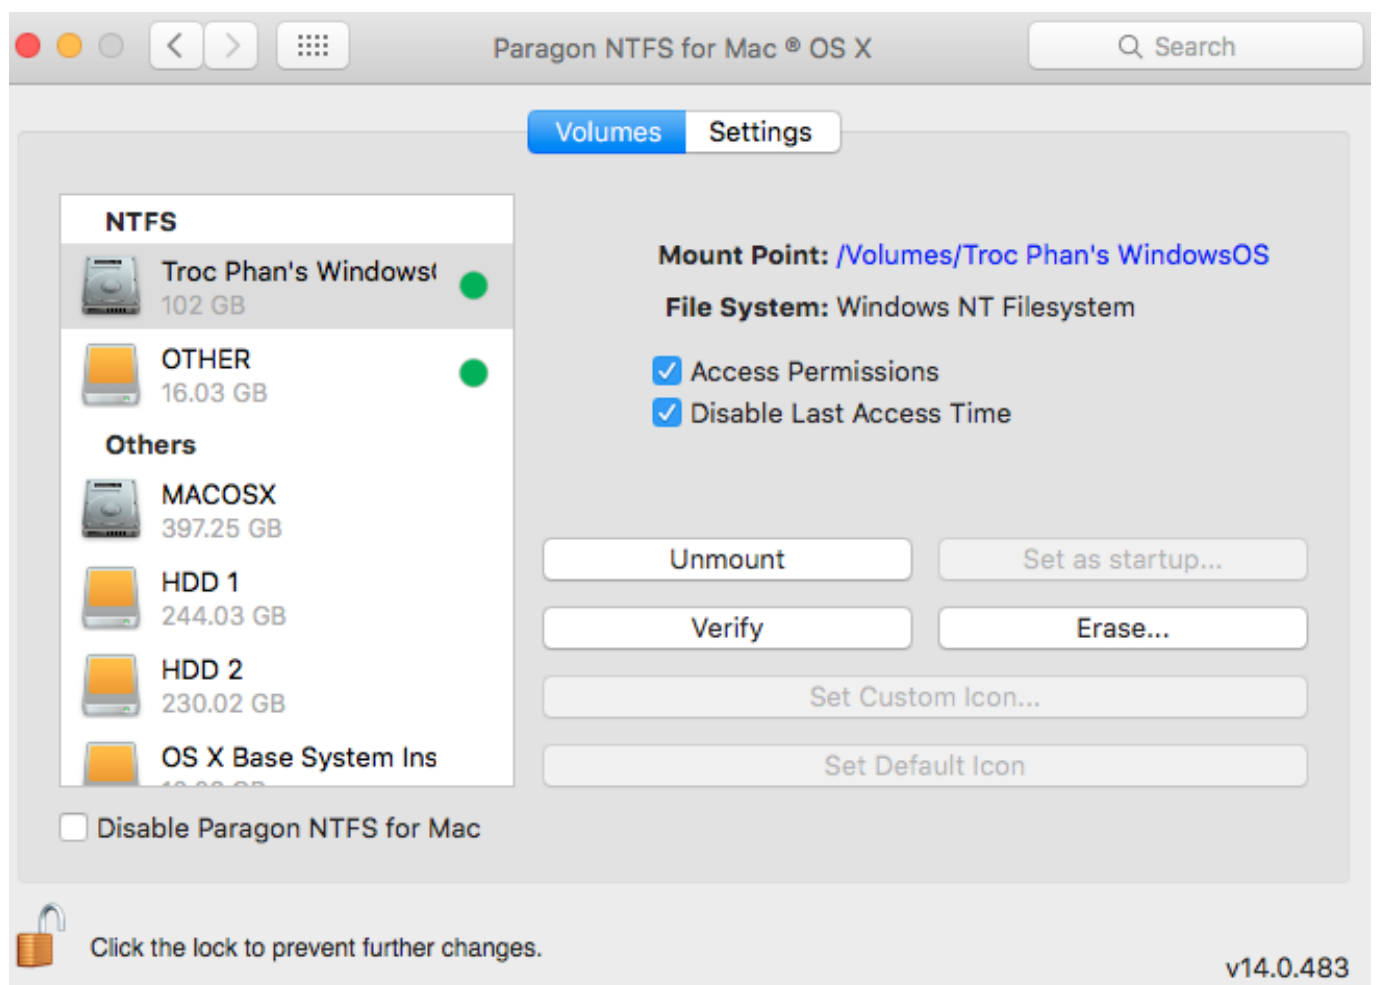 Paragon NTFS for Mac ® OS X
Search
Volumes
Settings
NTFS
Troc Phan's Windows
102 GB
OTHER
16.03 GB
Others
MACOSX
397.25 GB
HDD 1
244.03 GB
HDD 2
230.02 GB
OS X Base System Ins
Mount Point: /Volumes/Troc Phan's WindowsOS
File System: Windows NT Filesystem
Access Permissions
Disable Last Access Time
Unmount
Set as startup...
Verify
Erase...
Set Custom Icon...
Set Default Icon
Disable Paragon NTFS for Mac
Click the lock to prevent further changes.
v14.0.483